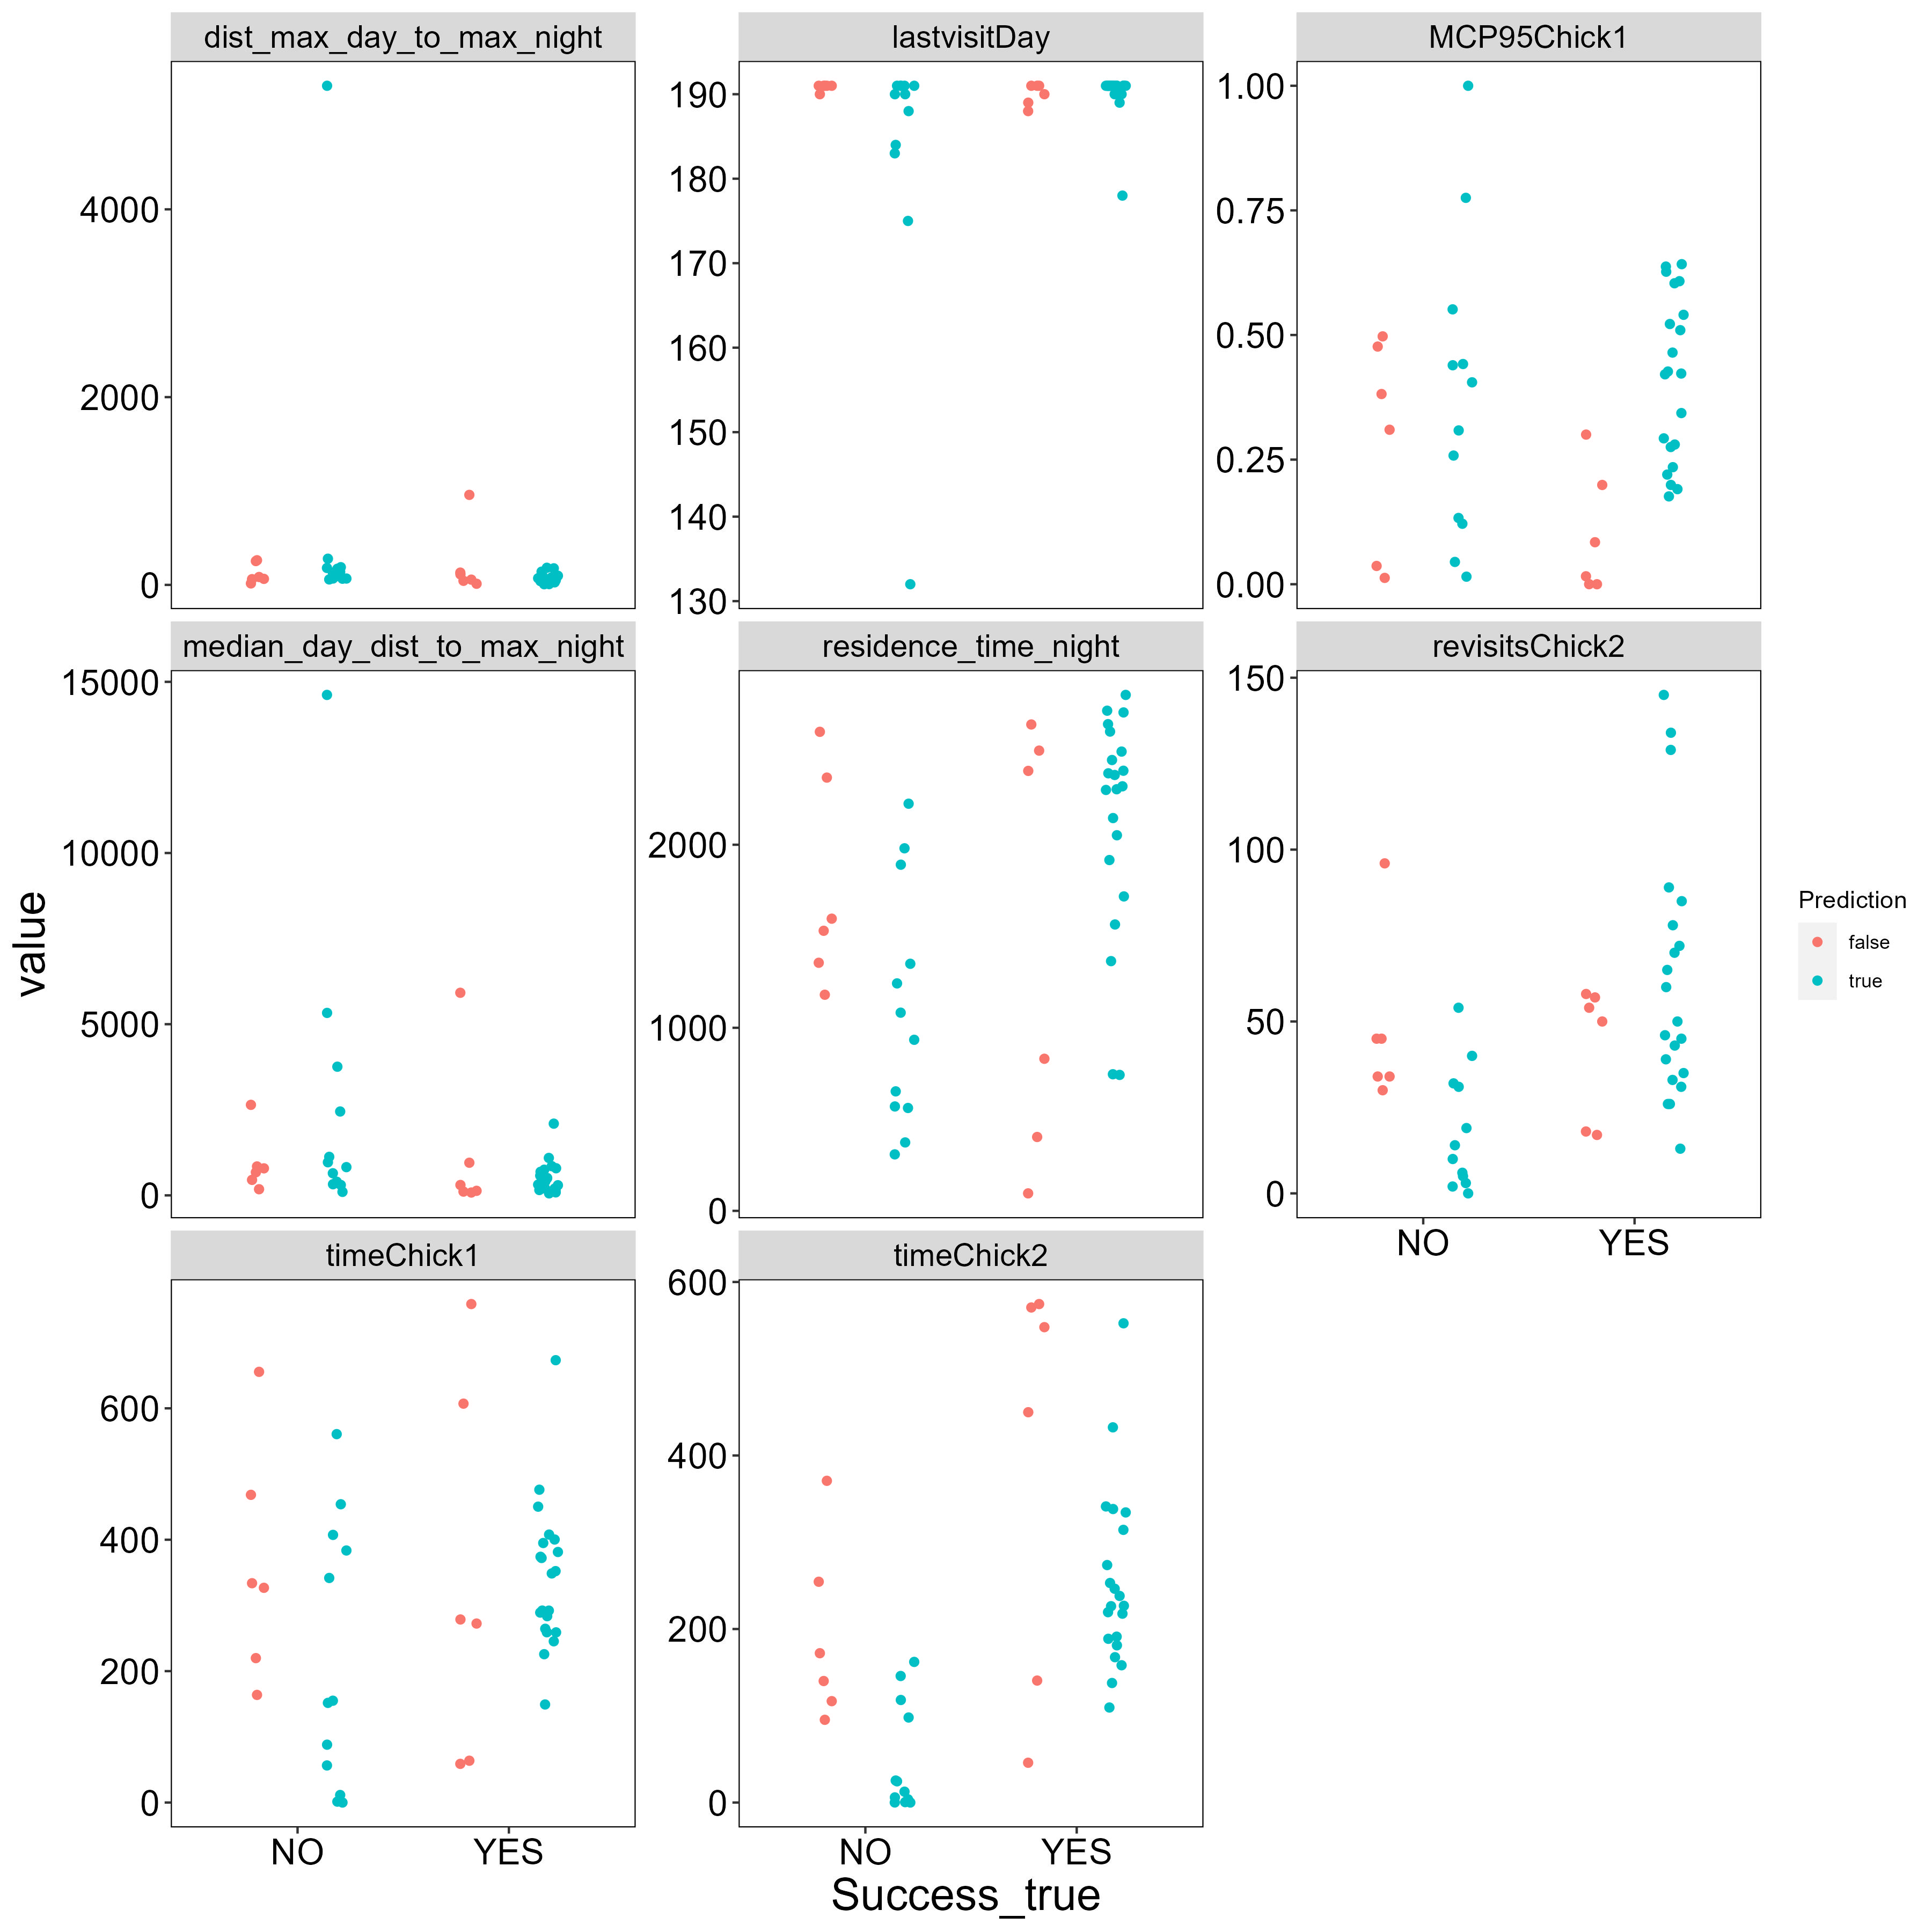 dist_max_day_to_max_night
lastvisitDay
MCP95Chick1
4000
2000
0
190
180
170
160
150
140
130
1.00
0.75
0.50
0.25
0.00
median_day_dist_to_max_night
residence_time_night
revisitsChick2
15000
10000
5000
0
2000
1000
0
150
100
50
0
NO YES
timeChick1
timeChick2
600
400
200
0
600
400
200
0
NO YES
NO YES
value
Success_true
Prediction
false
true